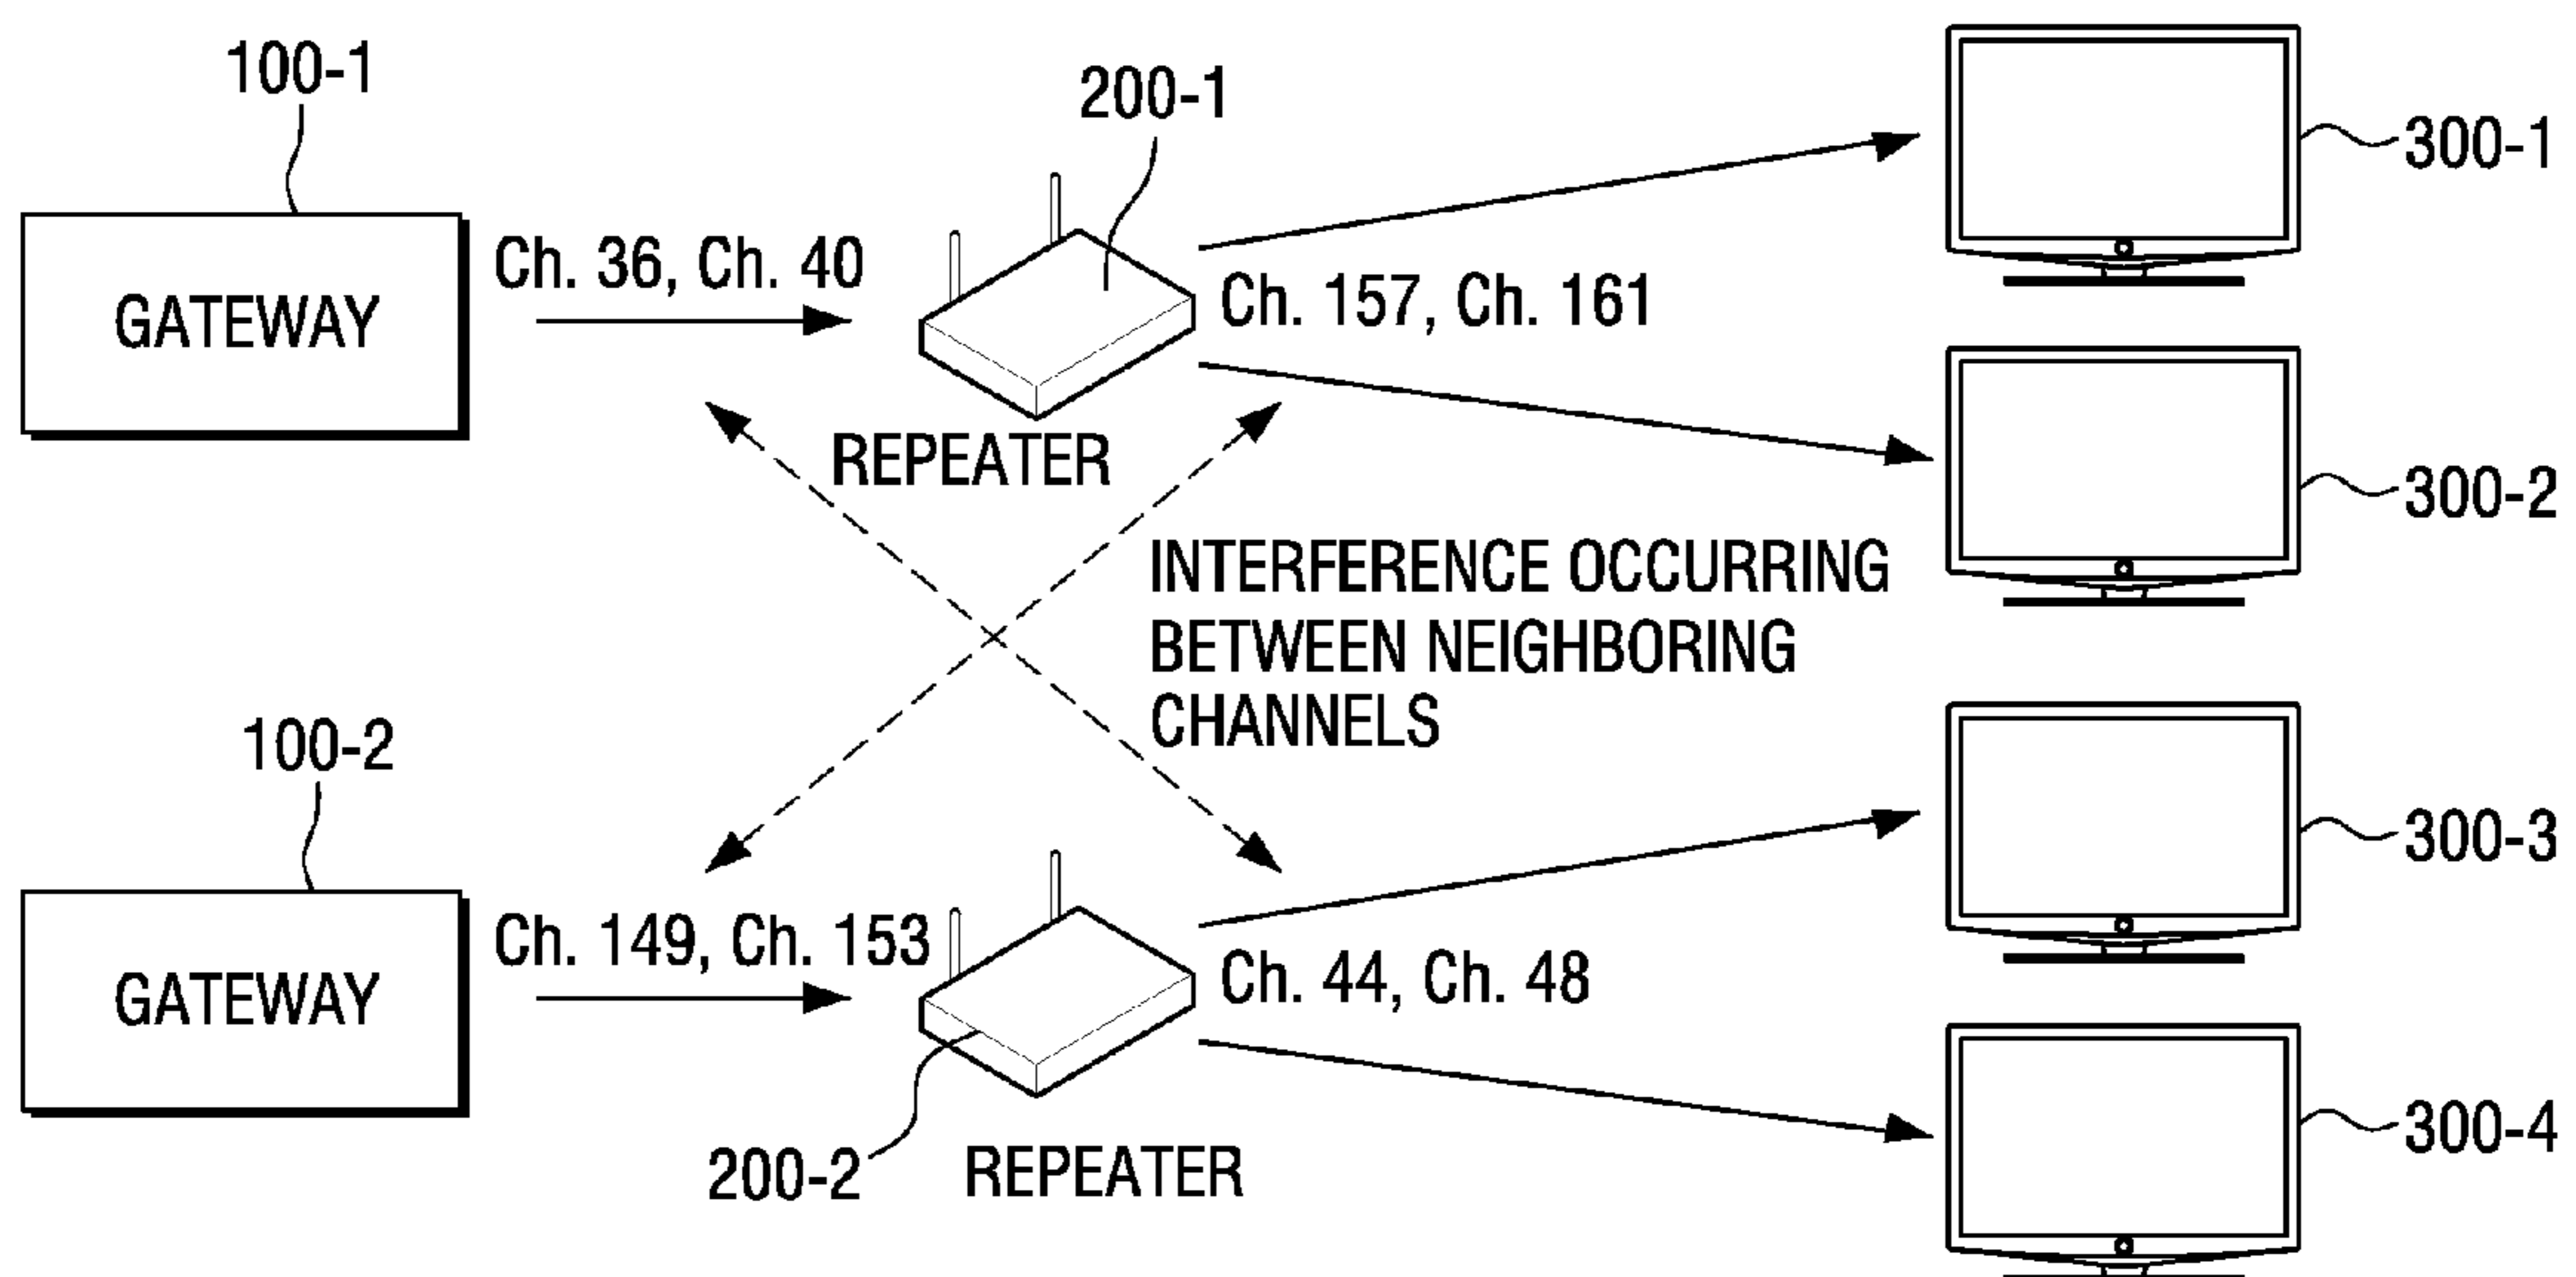 100-1
200-1
300-1
GATEWAY
Ch. 36, Ch. 40
Ch. 157, Ch. 161
REPEATER
300-2
INTERFERENCE OCCURRING
BETWEEN NEIGHBORING
CHANNELS
100-2
300-3
GATEWAY
Ch. 149, Ch. 153
Ch. 44, Ch. 48
200-2
REPEATER
300-4